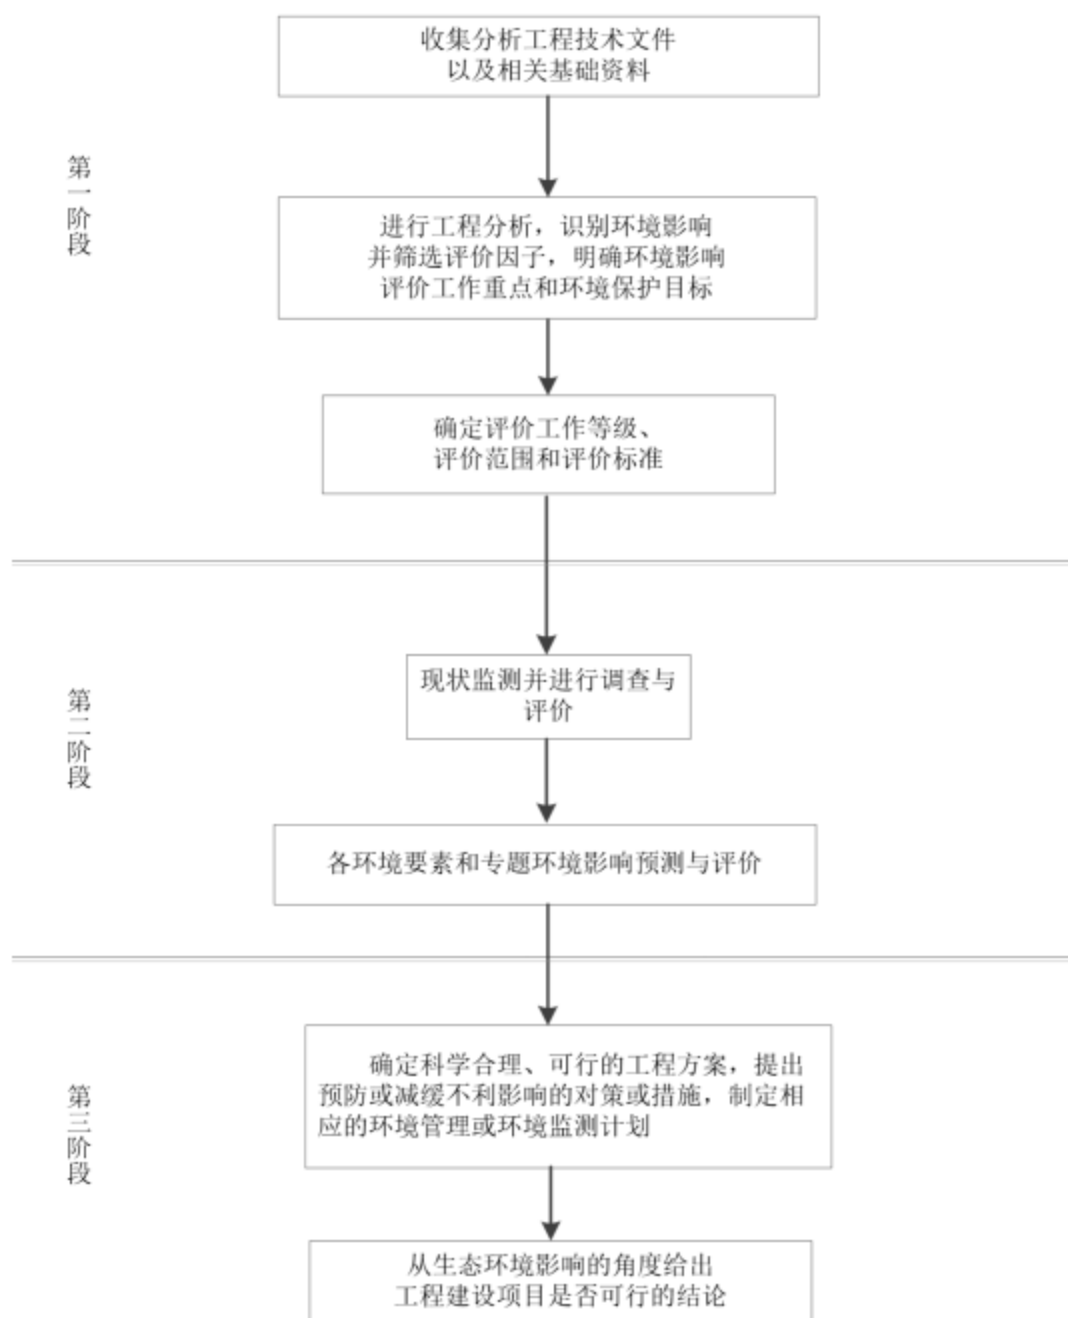 收集分析工程技术文件
以及相关基础资料
第一阶段
进行工程分析，识别环境影响
并筛选评价因子，明确环境影响
评价工作重点和环境保护目标
确定评价工作等级、
评价范围和评价标准
第二阶段
现状监测并进行调查与
评价
各环境要素和专题环境影响预测与评价
第三阶段
确定科学合理、可行的工程方案，提出
预防或减缓不利影响的对策或措施，制定相
应的环境管理或环境监测计划
从生态环境影响的角度给出
工程建设项目是否可行的结论